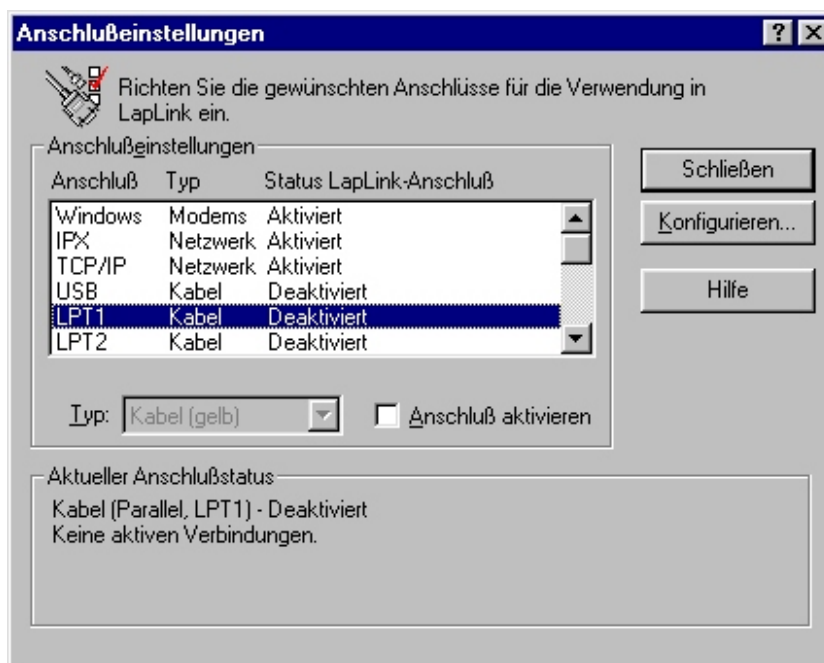 Anschlußeinstellungen
Richten Sie die gewünschten Anschlüsse für die Verwendung in
LapLink ein.
Anschlußeinstellungen
Anschluß Typ Status LapLink-Anschluß
Windows Modems Aktiviert
IPX Netzwerk Aktiviert
TCP/IP Netzwerk Aktiviert
USB Kabel Deaktiviert
LPT1 Kabel Deaktiviert
LPT2 Kabel Deaktiviert
Typ: Kabel (gelb) Anschluß aktivieren
Schließen
Konfigurieren...
Hilfe
Aktueller Anschlußstatus
Kabel (Parallel, LPT1) - Deaktiviert
Keine aktiven Verbindungen.